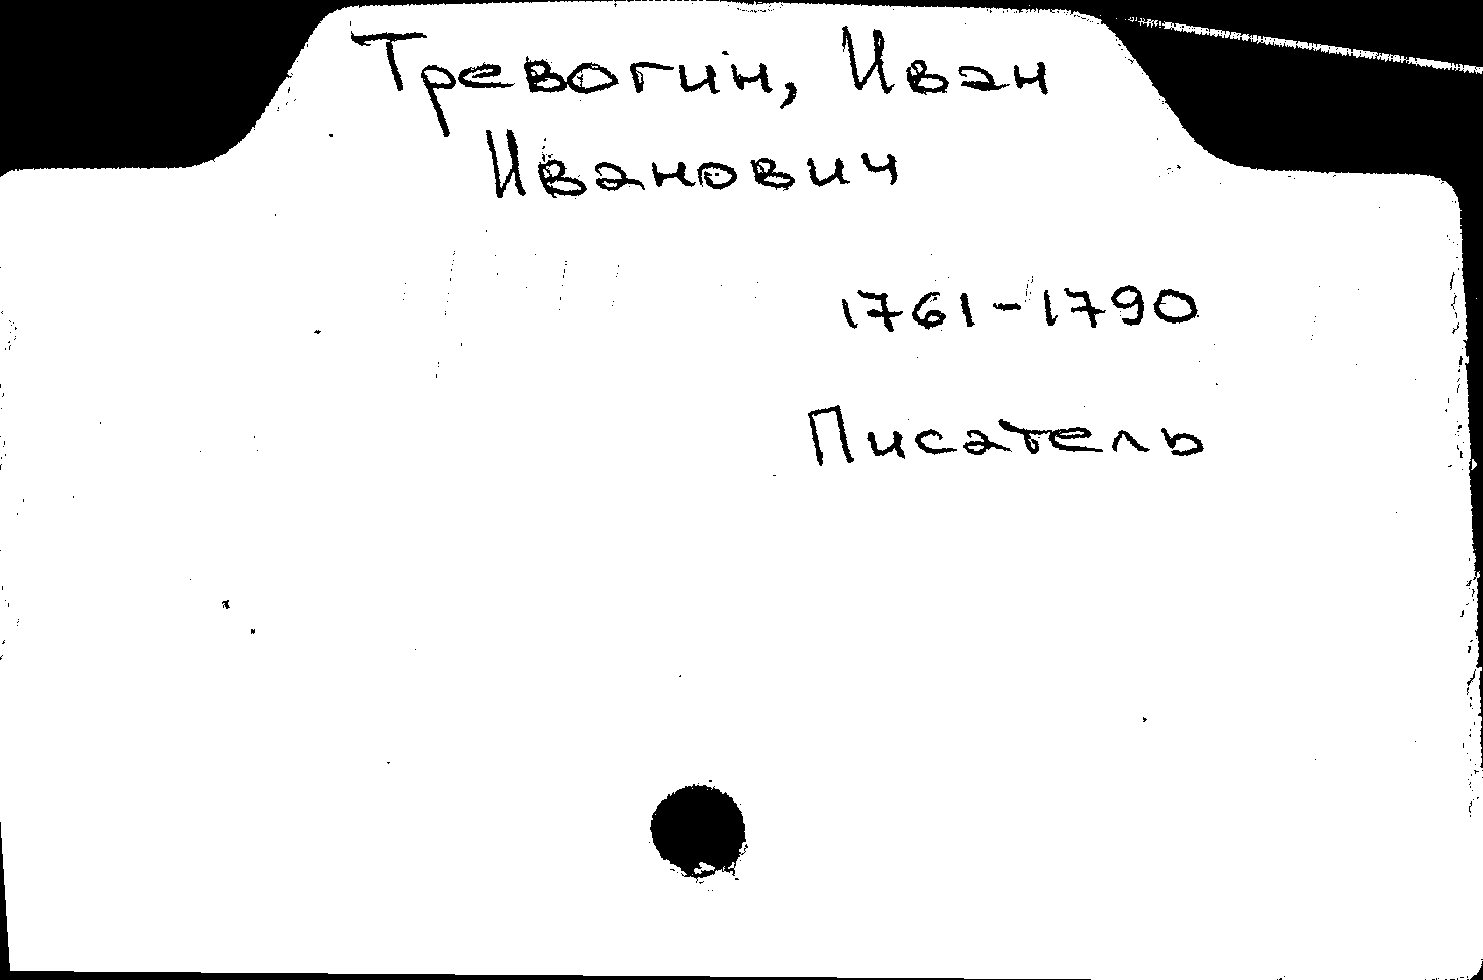 Тревогин, Иван
Иванович
1761-1790
Писатель